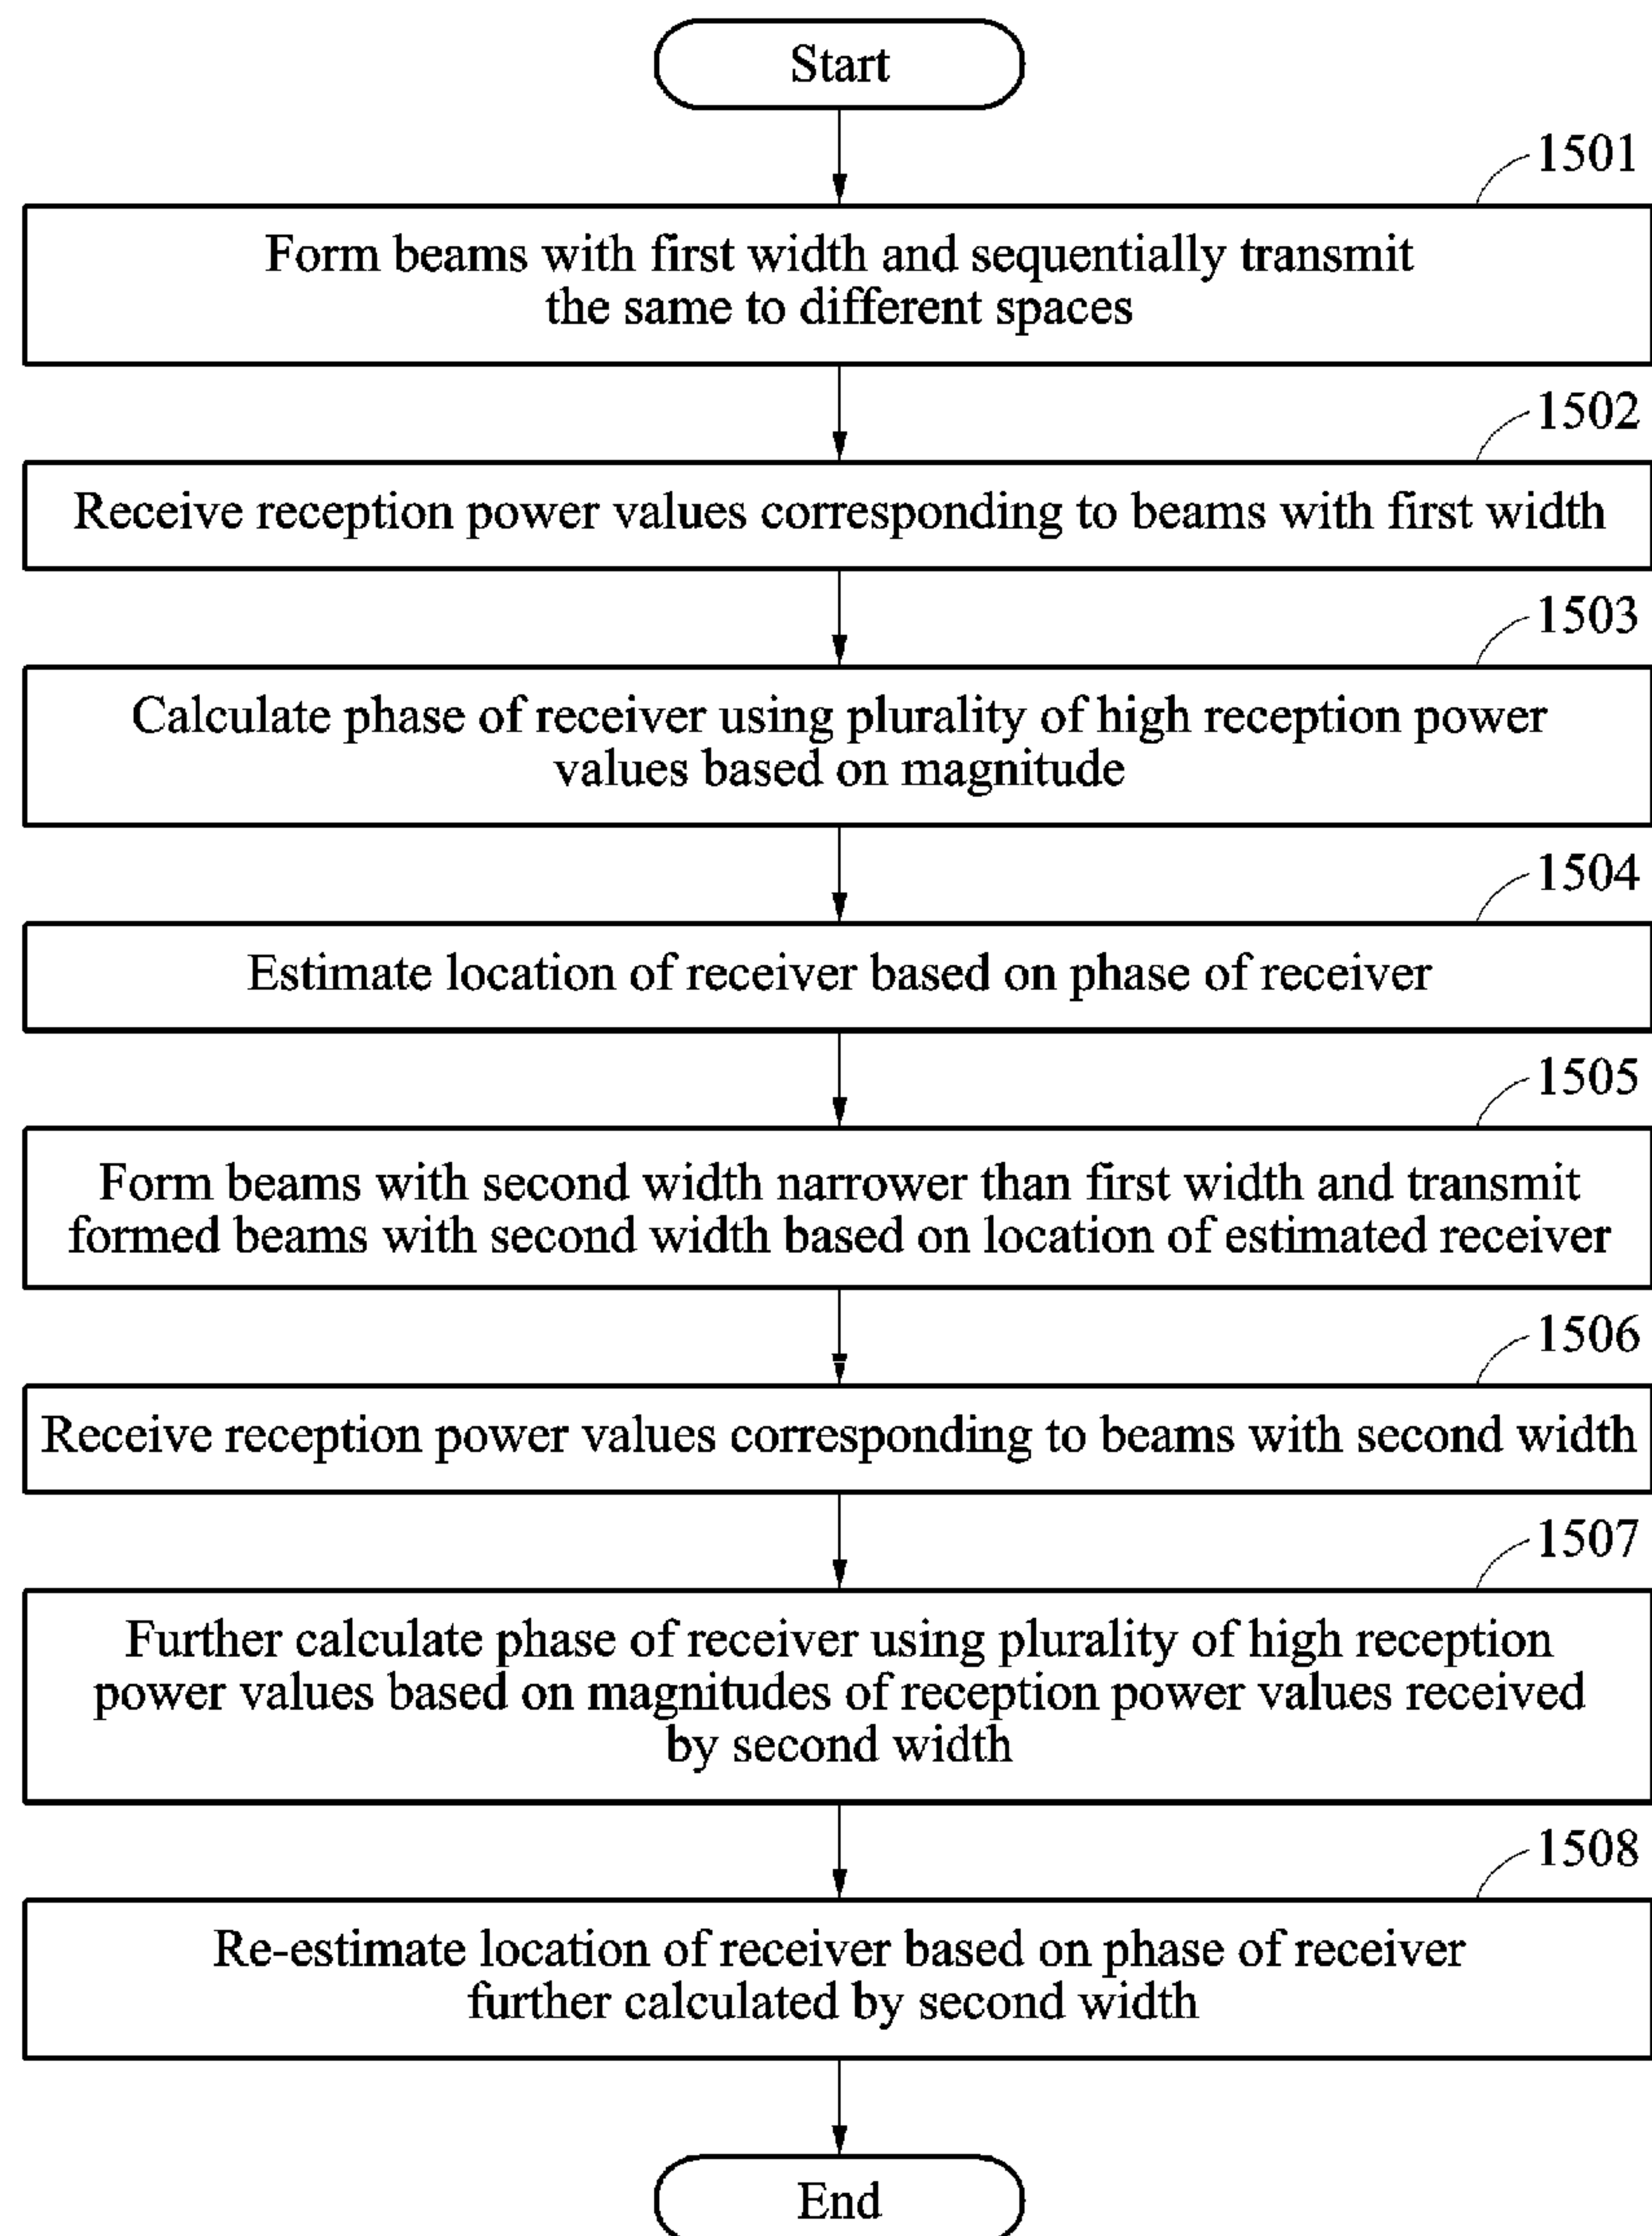 Start
1501
Form beams with first width and sequentially transmit
the same to different spaces
1502
Receive reception power values corresponding to beams with first width
1503
Calculate phase of receiver using plurality of high reception power
values based on magnitude
1504
Estimate location of receiver based on phase of receiver
1505
Form beams with second width narrower than first width and transmit
formed beams with second width based on location of estimated receiver
1506
Receive reception power values corresponding to beams with second width
1507
Further calculate phase of receiver using plurality of high reception
power values based on magnitudes of reception power values received
by second width
1508
Re-estimate location of receiver based on phase of receiver
further calculated by second width
End